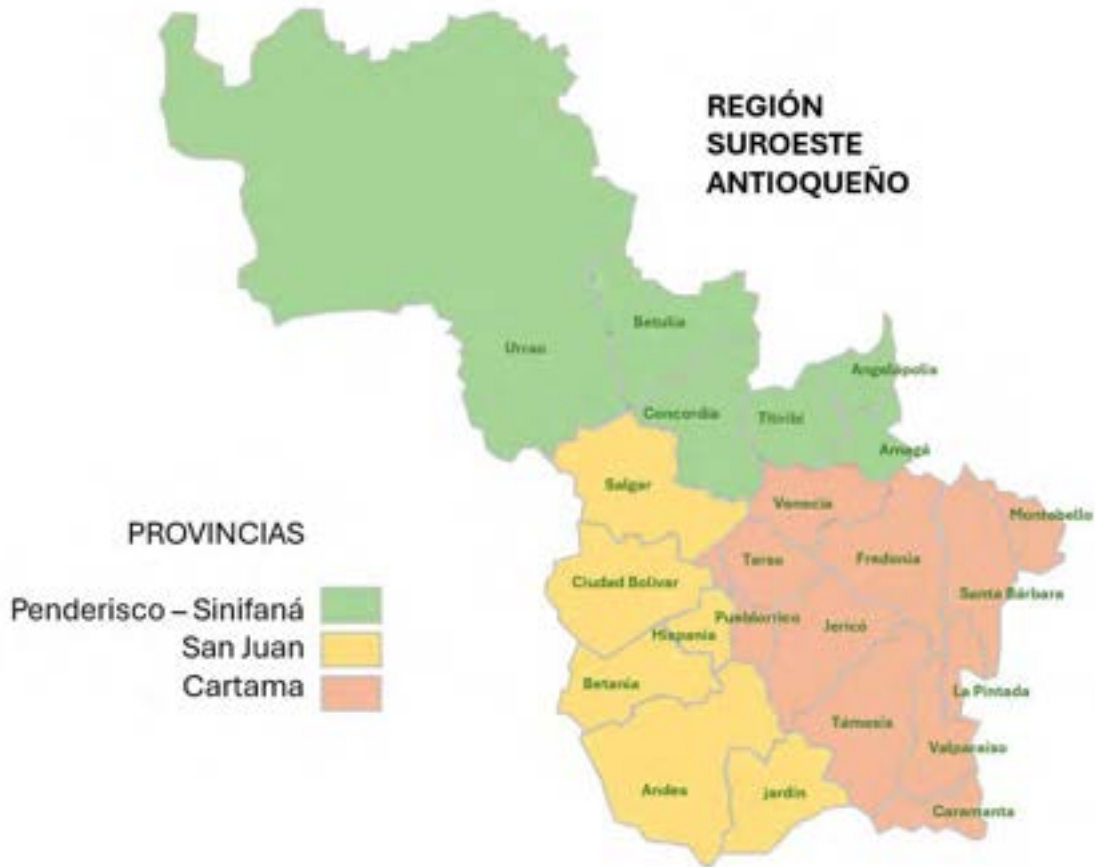 REGIÓN
SUROESTE
ANTIOQUEÑO
Betulia
Urrao
Angelópolis
Concordia
Titiribí
Amagá
Salgar
Venecia
Montebello
PROVINCIAS
Tarso
Fredonia
Ciudad Bolívar
Santa Bárbara
Penderisco – Sinifaná
Pueblorrico
Jericó
Hispania
San Juan
Betania
Cartama
La Pintada
Támesis
Valparaíso
Andes
jardín
Caramanta